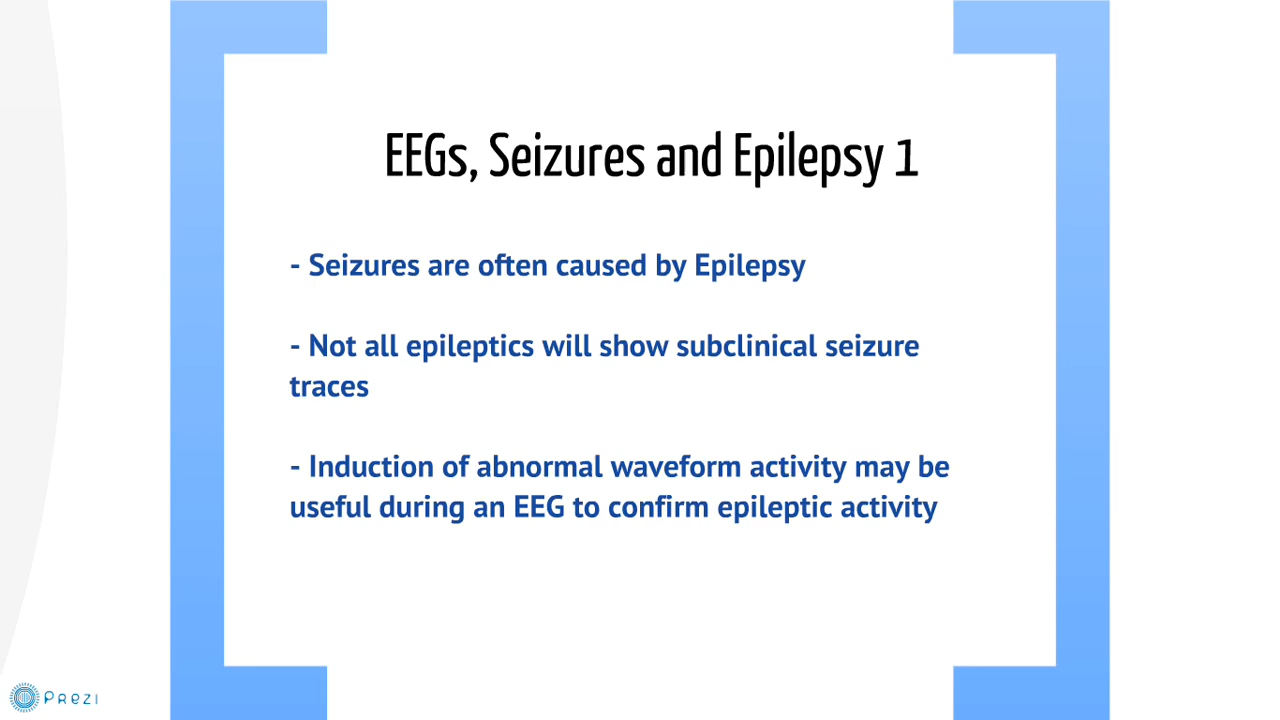 EEGs, Seizures and Epilepsy 1
- Seizures are often caused by Epilepsy
- Not all epileptics will show subclinical seizure
traces
- Induction of abnormal waveform activity may be
useful during an EEG to confirm epileptic activity
Prezi